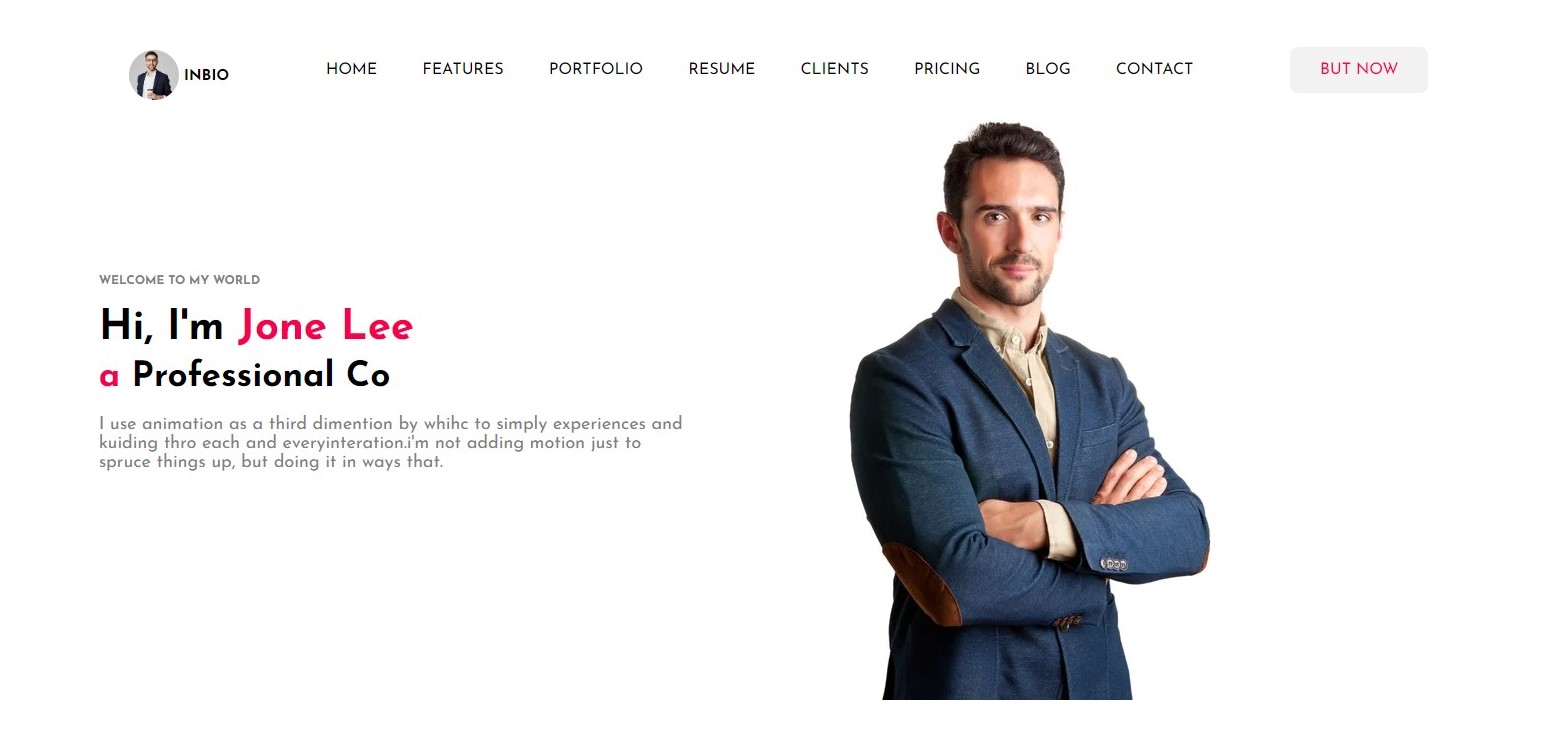 INBIO
HOME FEATURES PORTFOLIO RESUME CLIENTS PRICING BLOG CONTACT
BUT NOW
WELCOME TO MY WORLD
Hi, I'm Jone Lee
a Professional Co
I use animation as a third dimention by whihc to simply experiences and
kuiding thro each and everyinteration.i'm not adding motion just to
spruce things up, but doing it in ways that.